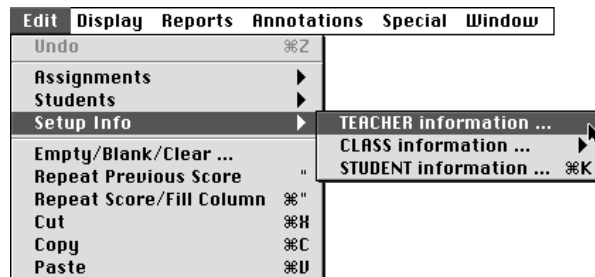 Edit Display Reports Annotations Special Window
Undo ⌘Z
Assignments ▶
Students ▶
Setup Info ▶
TEACHER information ...
CLASS information ... ▶
STUDENT information ... ⌘K
Empty/Blank/Clear ...
Repeat Previous Score "
Repeat Score/Fill Column ⌘"
Cut ⌘X
Copy ⌘C
Paste ⌘V